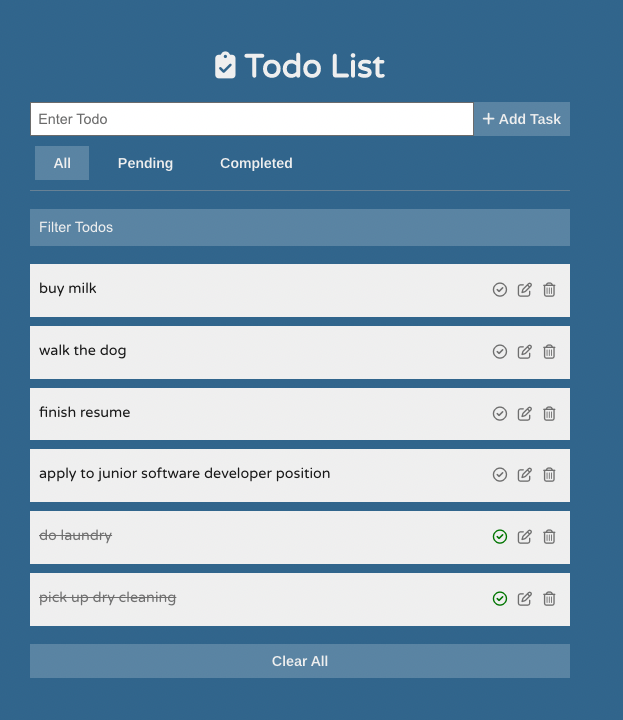 Todo List
Enter Todo
Add Task
All Pending Completed
Filter Todos
buy milk
walk the dog
finish resume
apply to junior software developer position
do laundry
pick up dry cleaning
Clear All